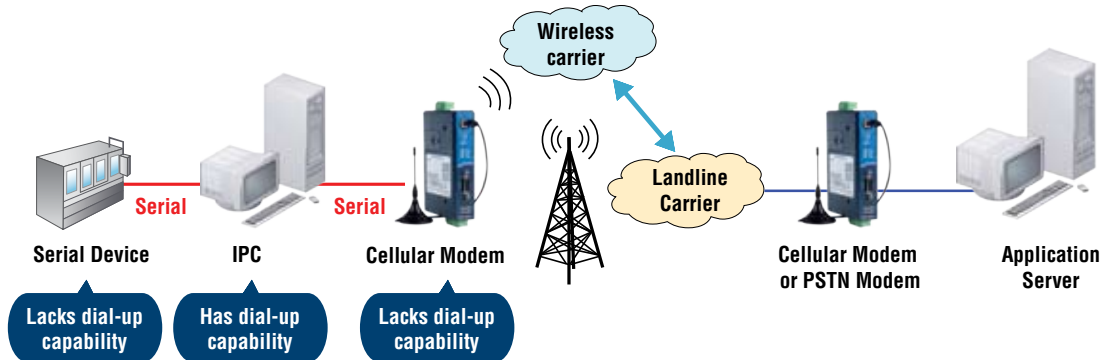 Wireless
carrier
Landline
Carrier
Serial
Serial
Serial Device
IPC
Cellular Modem
Cellular Modem
or PSTN Modem
Application
Server
Lacks dial-up
capability
Has dial-up
capability
Lacks dial-up
capability